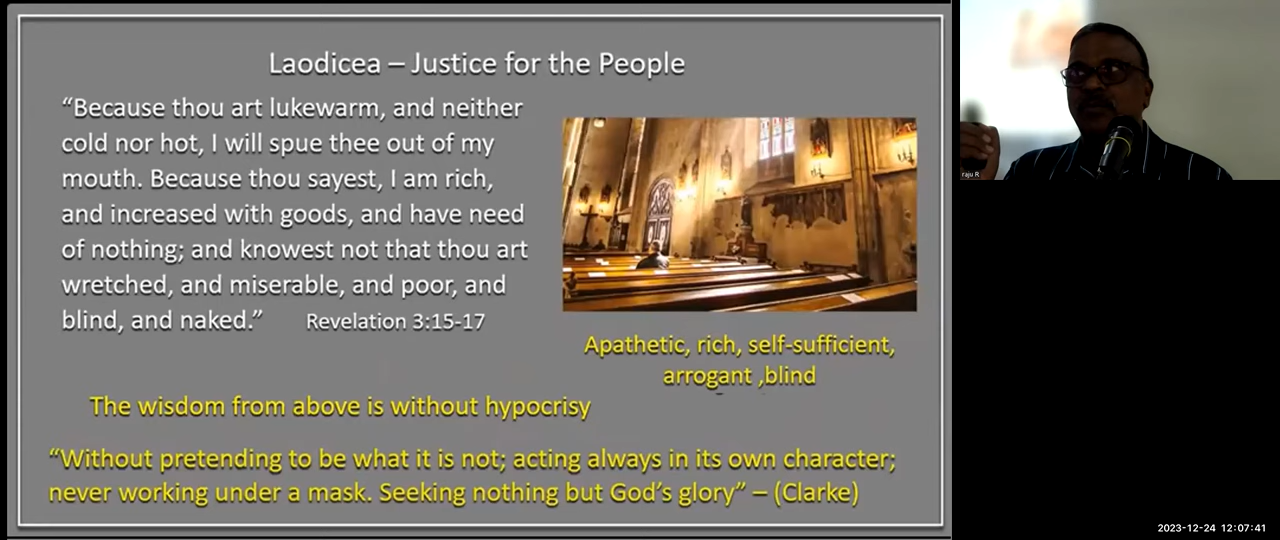 Laodicea – Justice for the People
“Because thou art lukewarm, and neither
cold nor hot, I will spue thee out of my
mouth. Because thou sayest, I am rich,
and increased with goods, and have need
of nothing; and knowest not that thou art
wretched, and miserable, and poor, and
blind, and naked.” Revelation 3:15-17
Apathetic, rich, self-sufficient,
arrogant ,blind
The wisdom from above is without hypocrisy
“Without pretending to be what it is not; acting always in its own character;
never working under a mask. Seeking nothing but God’s glory” – (Clarke)
raju R
2023-12-24 12:07:41